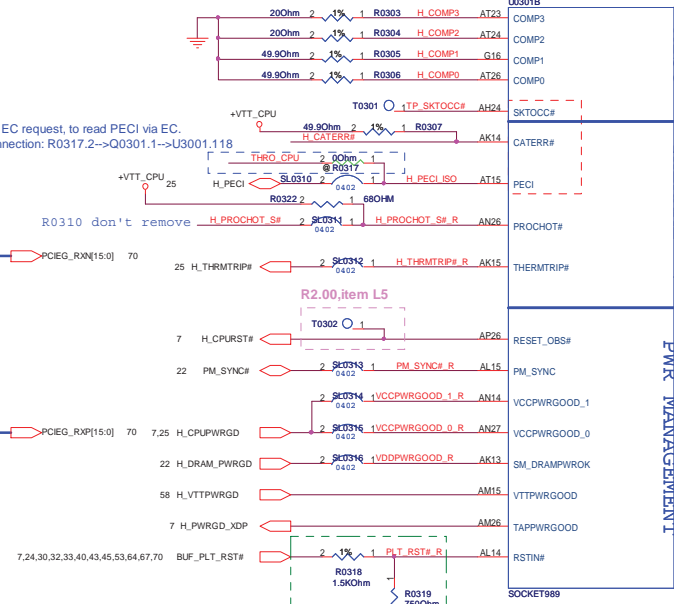 U0301B
20Ohm 2 1% 1 R0303 H_COMP3 AT23 COMP3
20Ohm 2 1% 1 R0304 H_COMP2 AT24 COMP2
49.9Ohm 2 1% 1 R0305 H_COMP1 G16 COMP1
49.9Ohm 2 1% 1 R0306 H_COMP0 AT26 COMP0
T0301 1 TP_SKTOCC# AH24 SKTOCC#
+VTT_CPU
EC request, to read PECI via EC.
49.9Ohm 2 1% 1 R0307
H_CATERR# AK14 CATERR#
nnection: R0317.2-->Q0301.1-->U3001.118
THRO_CPU 2 0Ohm 1
@ R0317
+VTT_CPU 25 H_PECI SL0310 2 1 H_PECI_ISO AT15 PECI
0402
R0322 2 1 68OHM
R0310 don't remove H_PROCHOT_S# 2 SL0311 1 H_PROCHOT_S#_R AN26 PROCHOT#
0402
PCIEG_RXN[15:0] 70
25 H_THRMTRIP# 2 SL0312 1 H_THRMTRIP#_R AK15 THERMTRIP#
0402
R2.00,item L5
T0302 1
7 H_CPURST# AP26 RESET_OBS#
22 PM_SYNC# 2 SL0313 1 PM_SYNC#_R AL15 PM_SYNC
0402
2 SL0314 1 VCCPWRGOOD_1_R AN14 VCCPWRGOOD_1
0402
PCIEG_RXP[15:0] 70
7,25 H_CPUPWRGD 2 SL0315 1 VCCPWRGOOD_0_R AN27 VCCPWRGOOD_0
0402
22 H_DRAM_PWRGD 2 SL0316 1 VDDPWRGOOD_R AK13 SM_DRAMPWROK
0402
58 H_VTTPWRGD AM15 VTTPWRGOOD
7 H_PWRGD_XDP AM26 TAPPWRGOOD
7,24,30,32,33,40,43,45,53,64,67,70 BUF_PLT_RST# 2 1% 1 PLT_RST#_R AL14 RSTIN#
R0318
1.5KOhm
1
R0319
750Ohm
SOCKET989
PWR MANAGEMENT